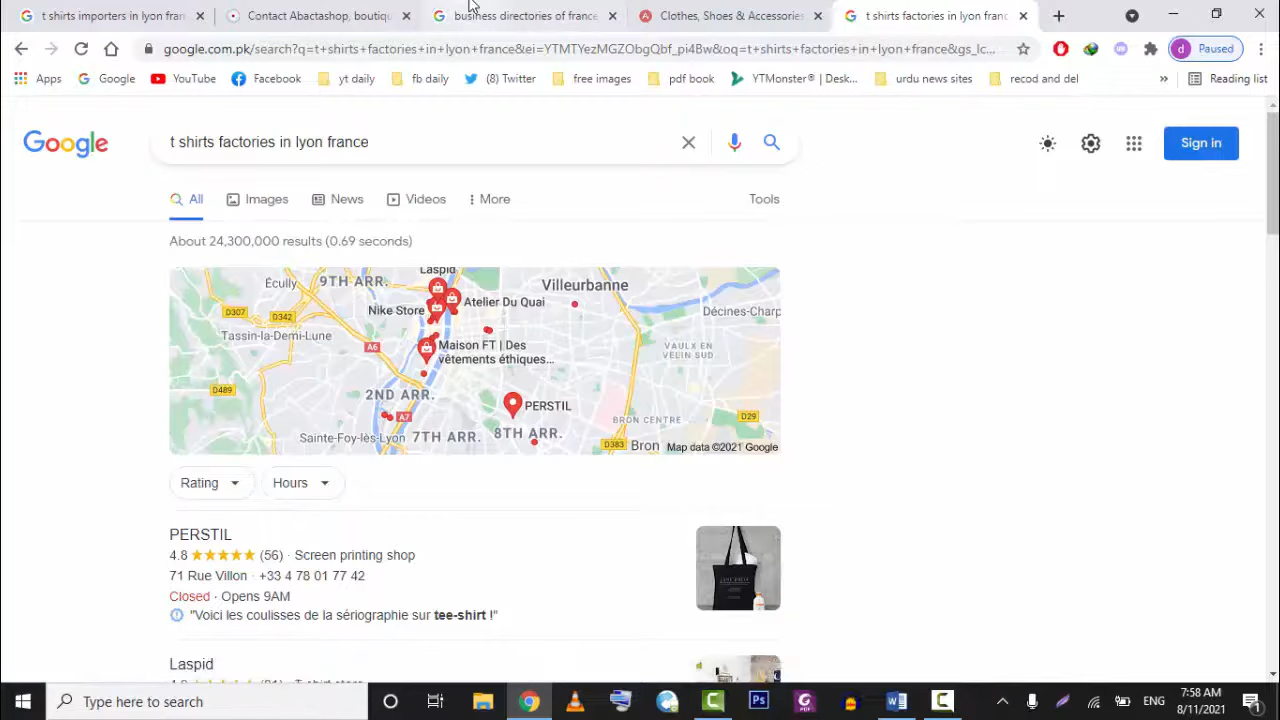 t shirts importers in lyon fran
Contact Abactashop, boutiqu
business directories of france
Clothes, Shoes & Accessories
t shirts factories in lyon franc
google.com.pk/search?q=t+shirts+factories+in+lyon+france&ei=YTMTYezMGZObgQbf_pi4Bw&oq=t+shirts+factories+in+lyon+france&gs_lc...
Paused
Apps
Google
YouTube
Facebook
yt daily
fb daily
(8) Twitter
free images
pdf book
YTMonster® | Desk...
urdu news sites
recod and del
»
Reading list
Google
t shirts factories in lyon france
Sign in
All
Images
News
Videos
More
Tools
About 24,300,000 results (0.69 seconds)
Laspid
Écully
9TH ARR.
Villeurbanne
Nike Store
Atelier Du Quai
D307
D342
Décines-Charp
Tassin-la-Demi-Lune
A6
Maison FT | Des
vêtements éthiques...
VAULX EN
VELIN SUD
D489
2ND ARR.
PERSTIL
A7
BRON CENTRE
D29
Sainte-Foy-lès-Lyon
7TH ARR.
8TH ARR.
D383
Bron
Map data ©2021 Google
Rating
Hours
PERSTIL
4.8 ★★★★★ (56) · Screen printing shop
71 Rue Villon · +33 4 78 01 77 42
Closed · Opens 9AM
"Voici les coulisses de la sériographie sur tee-shirt !"
Laspid
Type here to search
ENG
7:58 AM
8/11/2021